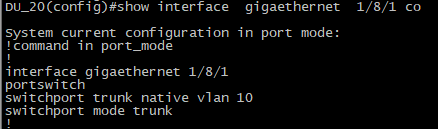 DU_20(config)#show interface  gigaethernet  1/8/1 co
System current configuration in port mode:
!command in port_mode
!
interface gigaethernet 1/8/1
portswitch
switchport trunk native vlan 10
switchport mode trunk
!